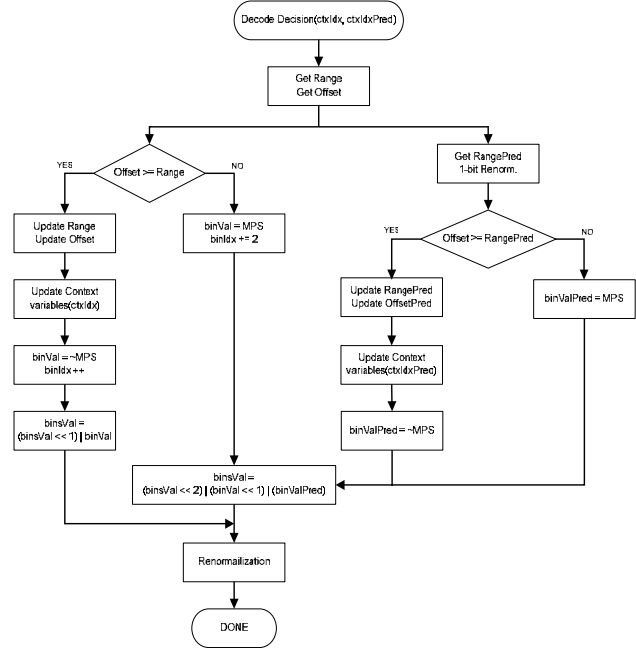 Decode Decision(ctxIdx, ctxIdxPred)
Get Range
Get Offset
Offset >= Range
YES
NO
Get RangePred
1-bit Renorm.
Update Range
Update Offset
binVal = MPS
binIdx += 2
Offset >= RangePred
YES
NO
Update Context
variables(ctxIdx)
Update RangePred
Update OffsetPred
binValPred = MPS
binVal = ~MPS
binIdx ++
Update Context
variables(ctxIdxPred)
binsVal =
(binsVal << 1) | binVal
binValPred = ~MPS
binsVal =
(binsVal << 2) | (binVal << 1) | (binValPred)
Renormailization
DONE